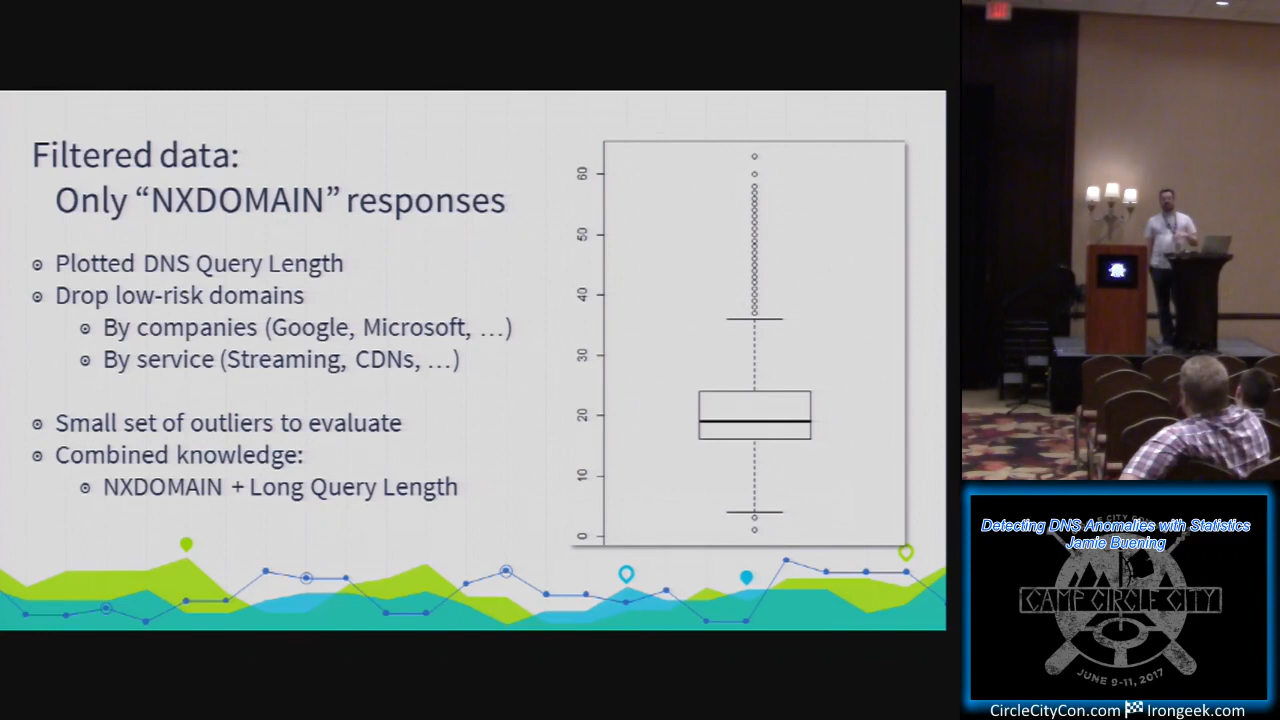 Filtered data:
Only “NXDOMAIN” responses
Plotted DNS Query Length
Drop low-risk domains
By companies (Google, Microsoft, …)
By service (Streaming, CDNs, …)
Small set of outliers to evaluate
Combined knowledge:
NXDOMAIN + Long Query Length
60
50
40
30
20
10
0
Detecting DNS Anomalies with Statistics
Jamie Buening
CAMP CIRCLE CITY
JUNE 9-11, 2017
CircleCityCon.com Irongeek.com